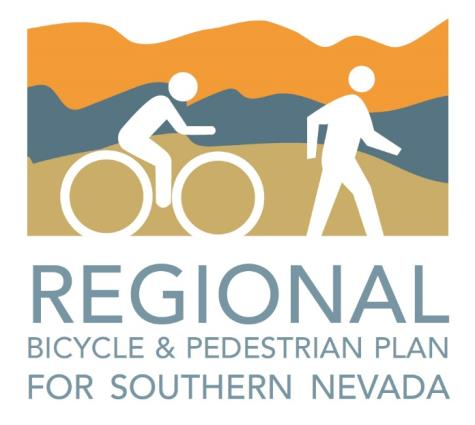 REGIONAL
BICYCLE & PEDESTRIAN PLAN
FOR SOUTHERN NEVADA